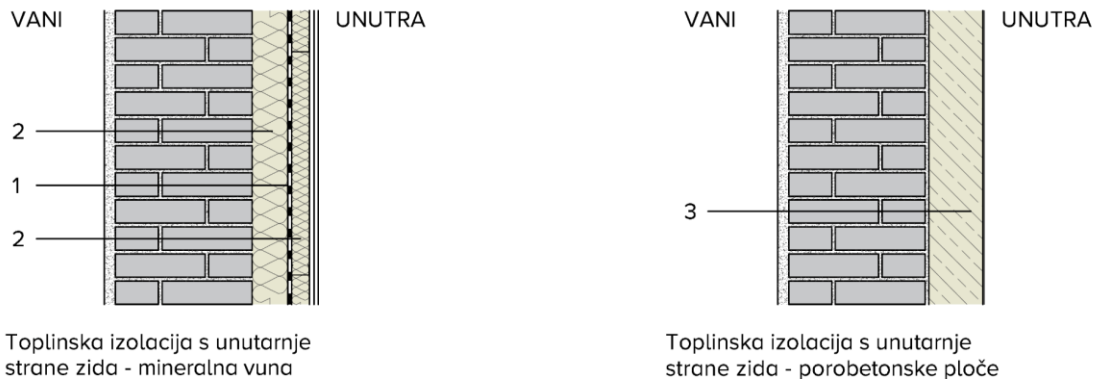 VANI
UNUTRA
2
1
2
Toplinska izolacija s unutarnje
strane zida - mineralna vuna
VANI
UNUTRA
3
Toplinska izolacija s unutarnje
strane zida - porobetonske ploče